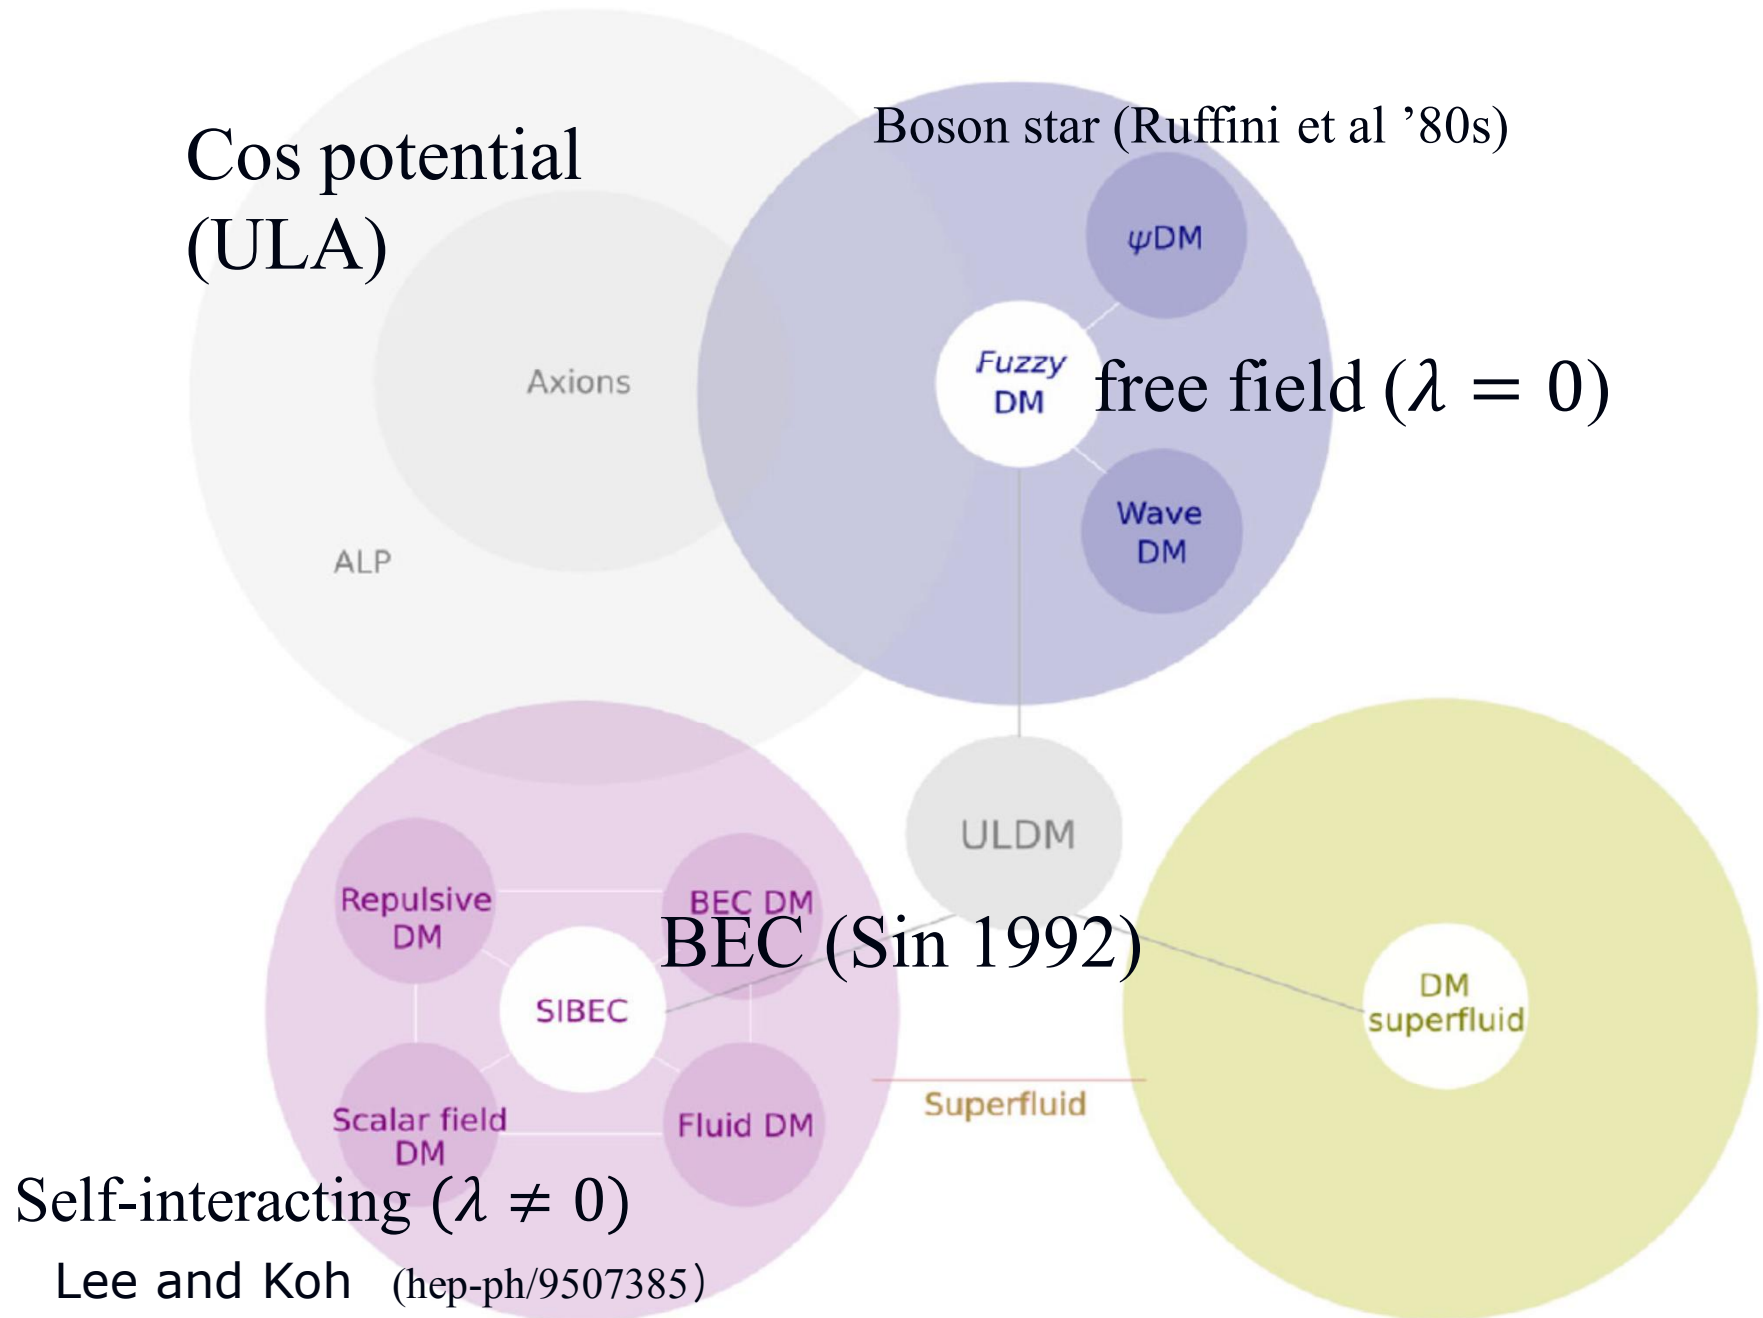 Boson star (Ruffini et al ’80s)
Cos potential
(ULA)
ψDM
Axions
Fuzzy
DM
free field (λ = 0)
Wave
DM
ALP
ULDM
Repulsive
DM
BEC DM
BEC (Sin 1992)
SIBEC
DM
superfluid
Superfluid
Scalar field
DM
Fluid DM
Self-interacting (λ ≠ 0)
Lee and Koh (hep-ph/9507385)